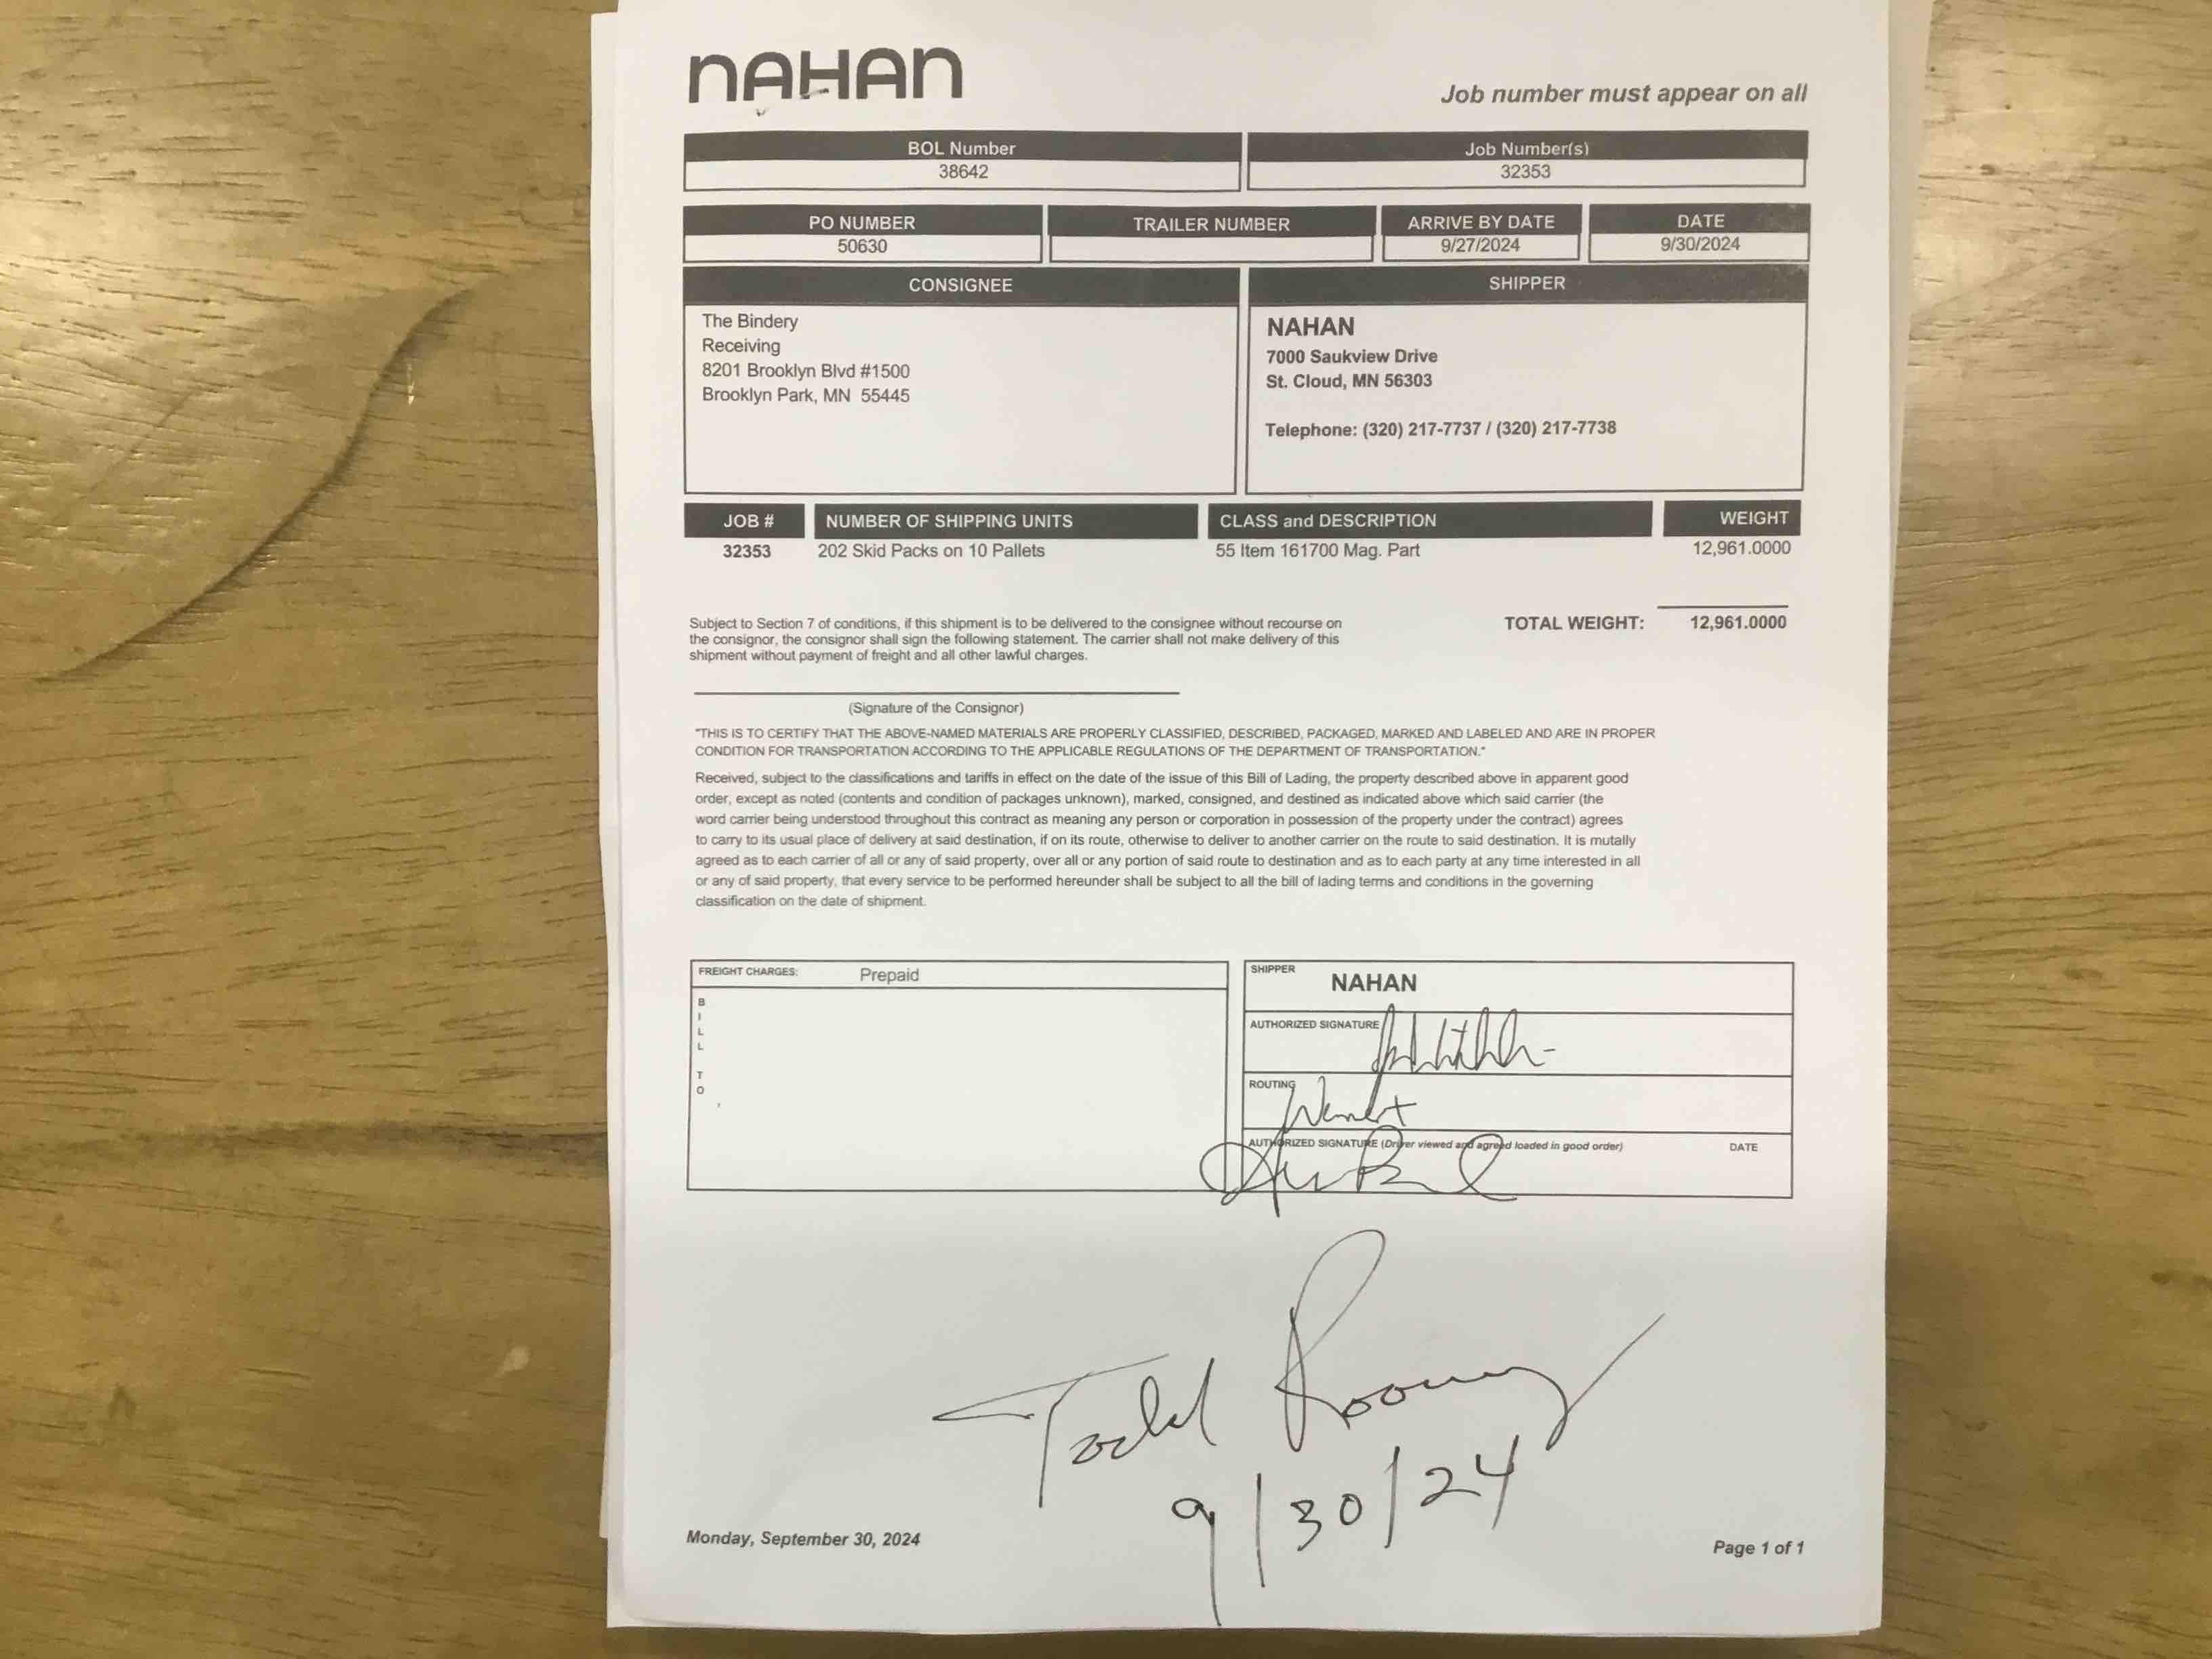 NAHAN
Job number must appear on all
BOL Number
38642
Job Number(s)
32353
PO NUMBER
50630
TRAILER NUMBER
ARRIVE BY DATE
9/27/2024
DATE
9/30/2024
CONSIGNEE
The Bindery
Receiving
8201 Brooklyn Blvd #1500
Brooklyn Park, MN 55445
SHIPPER
NAHAN
7000 Saukview Drive
St. Cloud, MN 56303
Telephone: (320) 217-7737 / (320) 217-7738
JOB # NUMBER OF SHIPPING UNITS CLASS and DESCRIPTION WEIGHT
32353 202 Skid Packs on 10 Pallets 55 Item 161700 Mag. Part 12,961.0000
Subject to Section 7 of conditions, if this shipment is to be delivered to the consignee without recourse on
the consignor, the consignor shall sign the following statement. The carrier shall not make delivery of this
shipment without payment of freight and all other lawful charges.
TOTAL WEIGHT: 12,961.0000
(Signature of the Consignor)
"THIS IS TO CERTIFY THAT THE ABOVE-NAMED MATERIALS ARE PROPERLY CLASSIFIED, DESCRIBED, PACKAGED, MARKED AND LABELED AND ARE IN PROPER
CONDITION FOR TRANSPORTATION ACCORDING TO THE APPLICABLE REGULATIONS OF THE DEPARTMENT OF TRANSPORTATION."
Received, subject to the classifications and tariffs in effect on the date of the issue of this Bill of Lading, the property described above in apparent good
order, except as noted (contents and condition of packages unknown), marked, consigned, and destined as indicated above which said carrier (the
word carrier being understood throughout this contract as meaning any person or corporation in possession of the property under the contract) agrees
to carry to its usual place of delivery at said destination, if on its route, otherwise to deliver to another carrier on the route to said destination. It is mutally
agreed as to each carrier of all or any of said property, over all or any portion of said route to destination and as to each party at any time interested in all
or any of said property, that every service to be performed hereunder shall be subject to all the bill of lading terms and conditions in the governing
classification on the date of shipment.
FREIGHT CHARGES: Prepaid
BILL TO
,
SHIPPER NAHAN
AUTHORIZED SIGNATURE
ROUTING
AUTHORIZED SIGNATURE (Driver viewed and agreed loaded in good order) DATE
Todd Rooney
9/30/24
Monday, September 30, 2024
Page 1 of 1